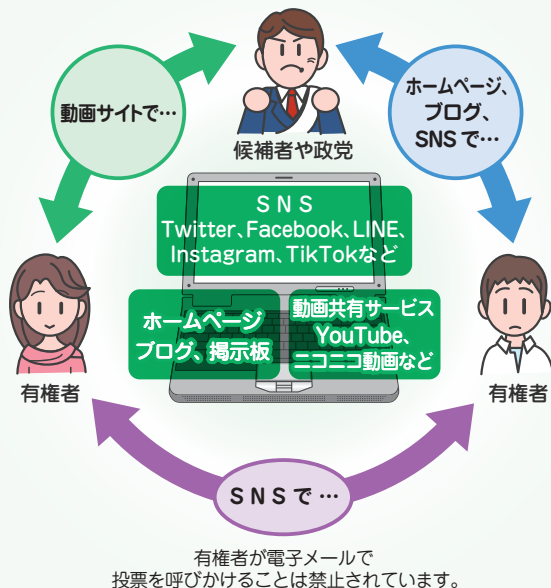 動画サイトで…
ホームページ、
ブログ、
SNSで…
候補者や政党
SNS
Twitter、Facebook、LINE、
Instagram、TikTokなど
ホームページ
ブログ、掲示板
動画共有サービス
YouTube、
ニコニコ動画など
有権者
有権者
SNSで…
有権者が電子メールで
投票を呼びかけることは禁止されています。